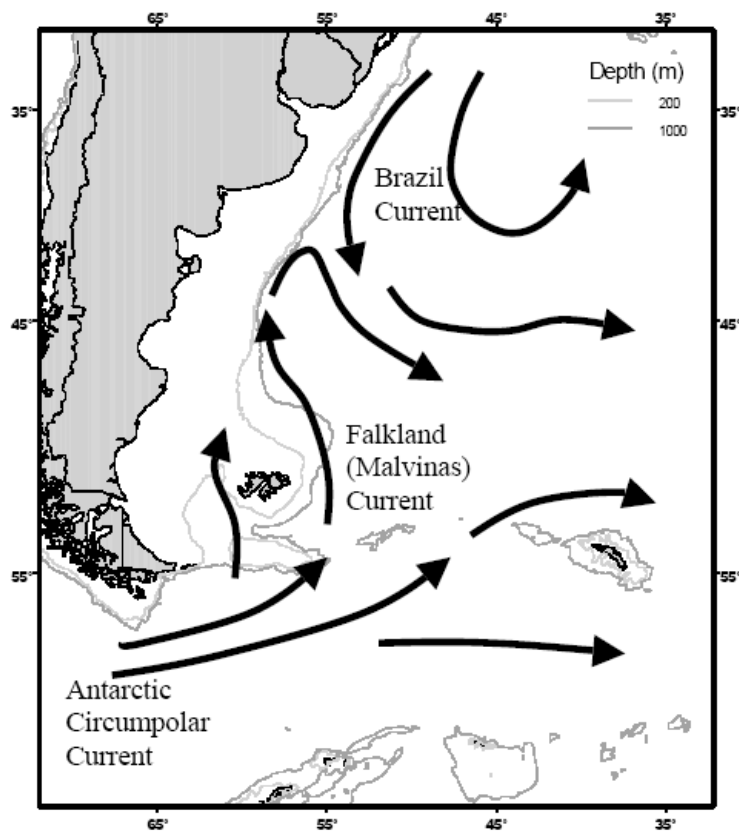 65° 55° 45° 35°
Depth (m)
200
1000
35° 35°
Brazil
Current
45° 45°
Falkland
(Malvinas)
Current
55° 55°
Antarctic
Circumpolar
Current
65° 55° 45° 35°